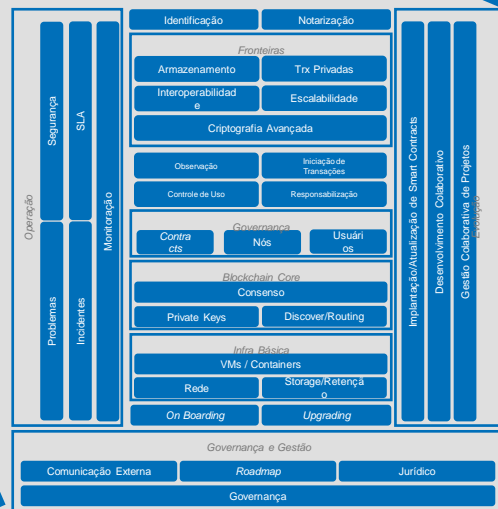 Identificação
Notarização
Fronteiras
Armazenamento
Trx Privadas
Interoperabilidad
e
Escalabilidade
Criptografia Avançada
Observação
Iniciação de
Transações
Controle de Uso
Responsabilização
Governança
Contra
cts
Nós
Usuári
os
Blockchain Core
Consenso
Private Keys
Discover/Routing
Infra Básica
VMs / Containers
Rede
Storage/Retençã
o
On Boarding
Upgrading
Operação
Segurança
Problemas
SLA
Incidentes
Monitoração
Implantação/Atualização de Smart Contracts
Desenvolvimento Colaborativo
Gestão Colaborativa de Projetos
Evolução
Governança e Gestão
Comunicação Externa
Roadmap
Jurídico
Governança